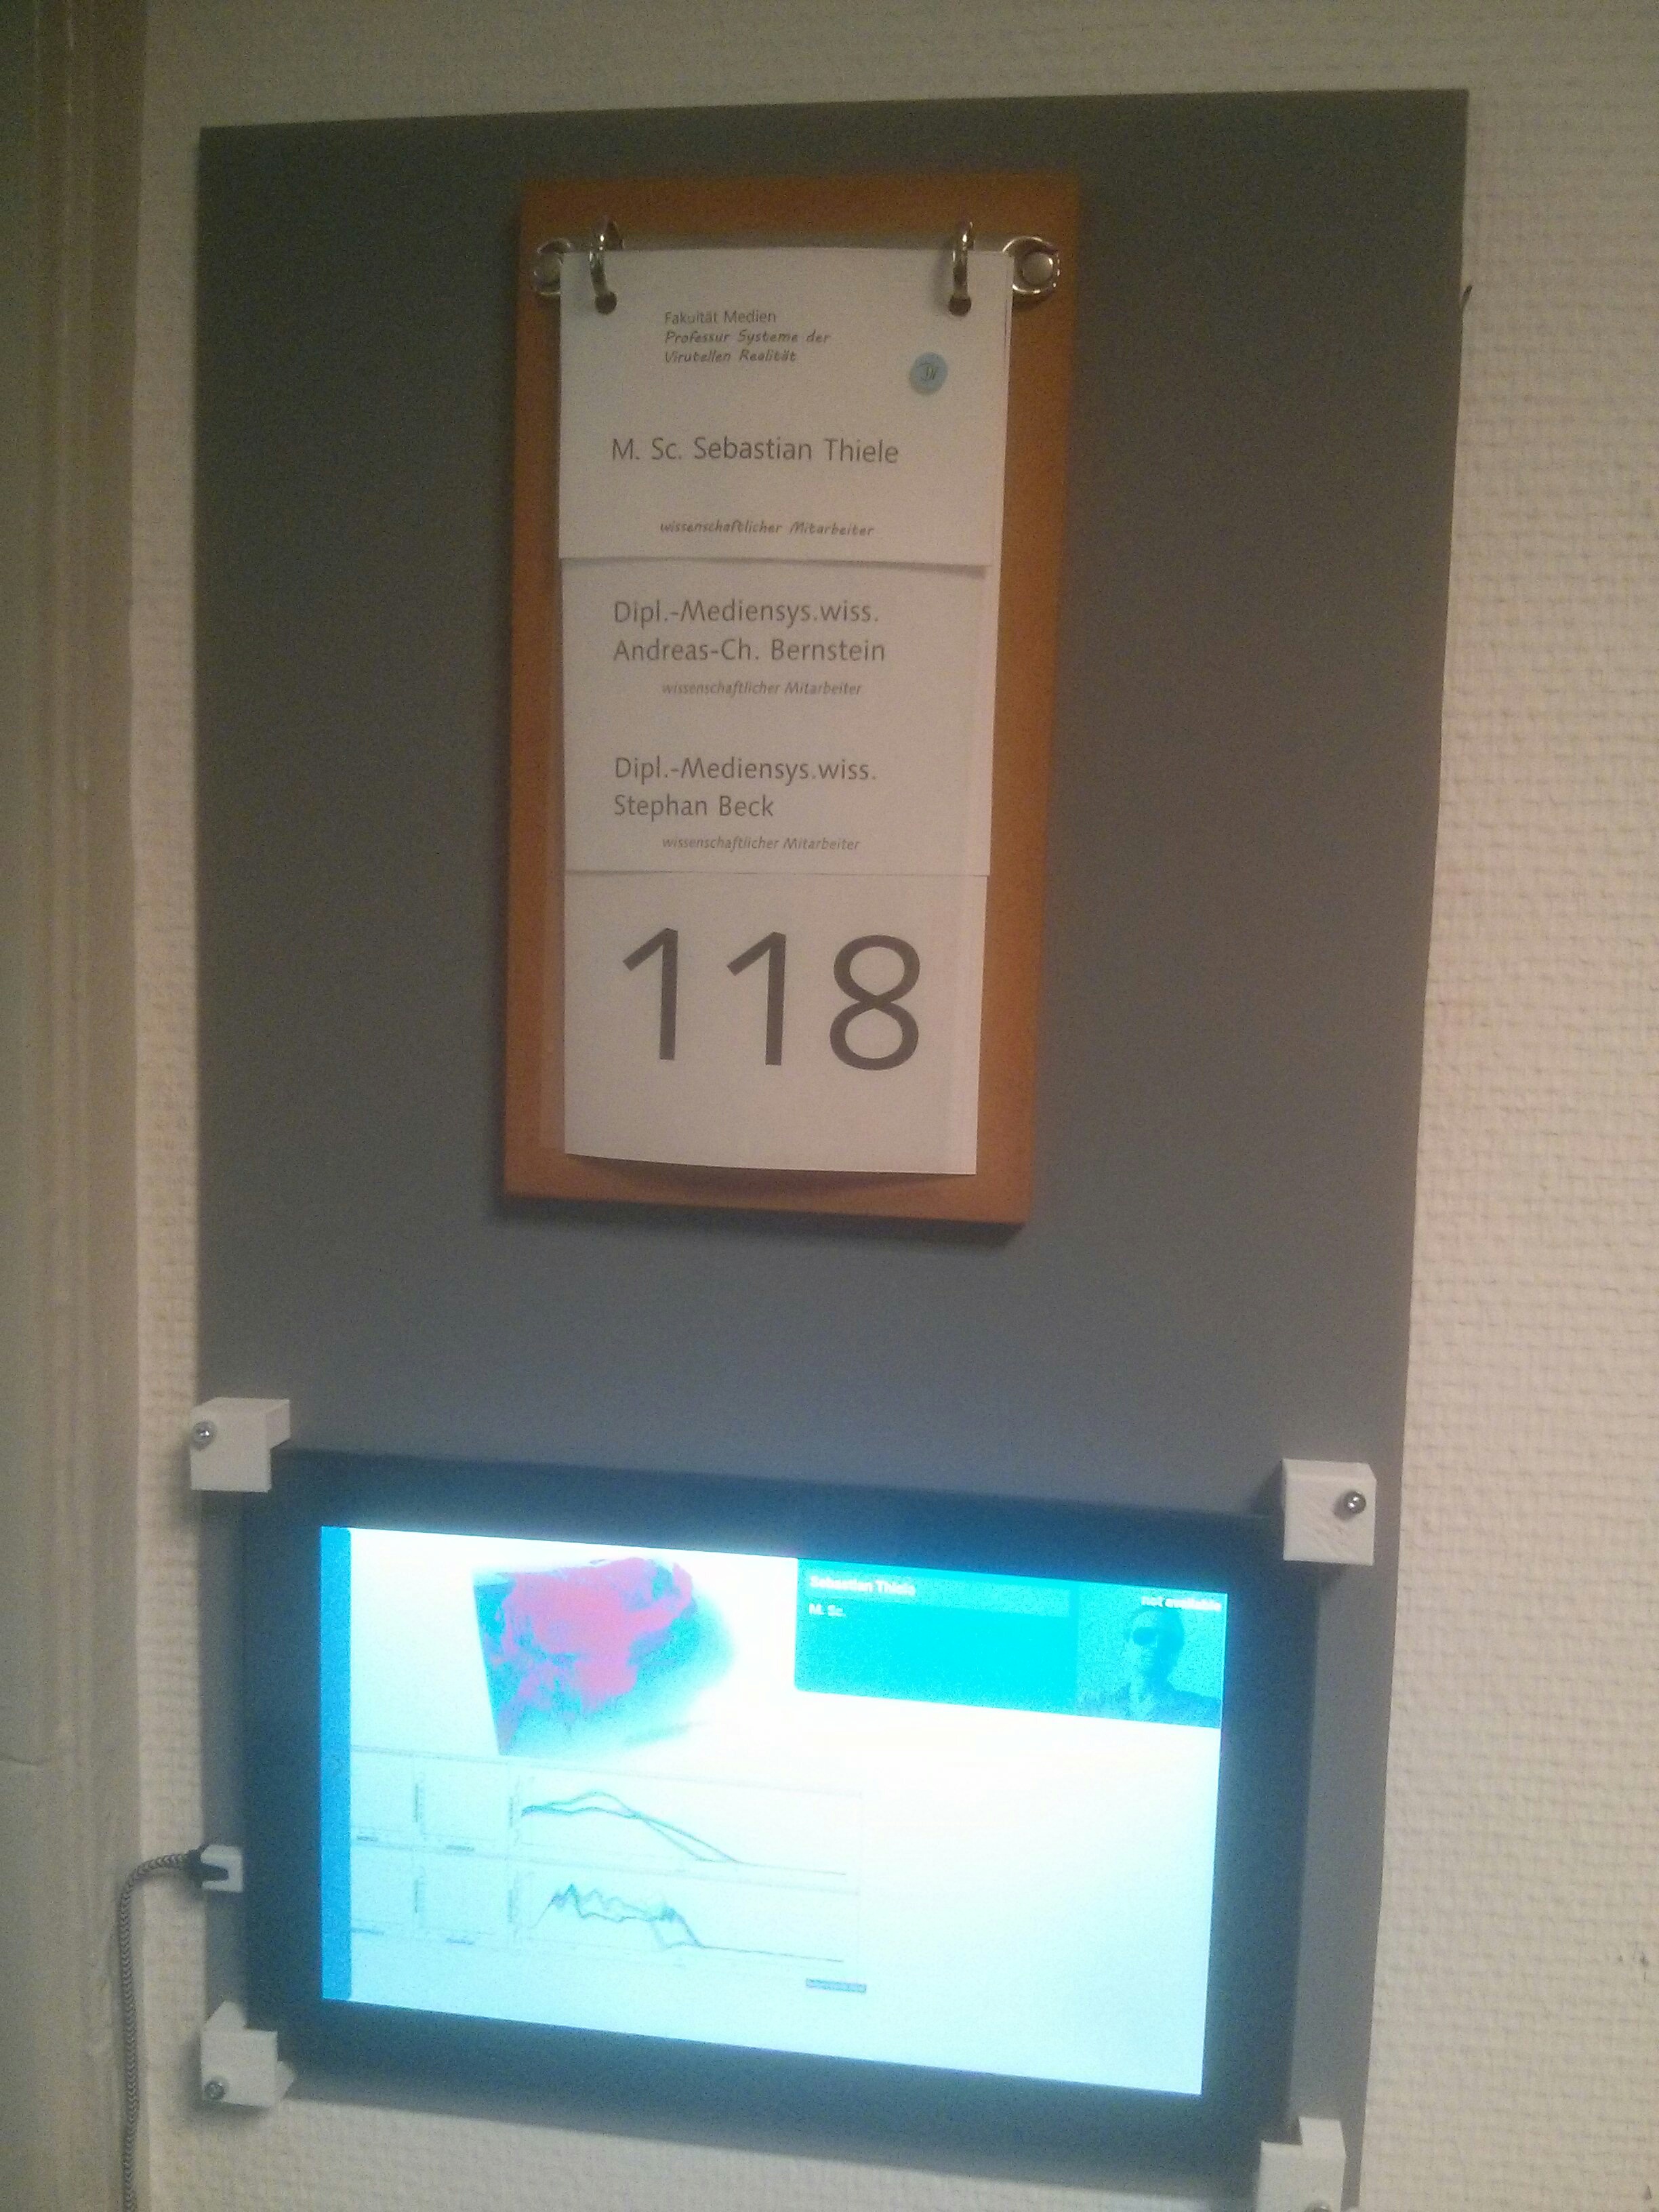 Fakultät Medien
Professur Systeme der
Virutellen Realität
M. Sc. Sebastian Thiele
wissenschaftlicher Mitarbeiter
Dipl.-Mediensys.wiss.
Andreas-Ch. Bernstein
wissenschaftlicher Mitarbeiter
Dipl.-Mediensys.wiss.
Stephan Beck
wissenschaftlicher Mitarbeiter
118
Sebastian Thiele
not available
M. Sc.